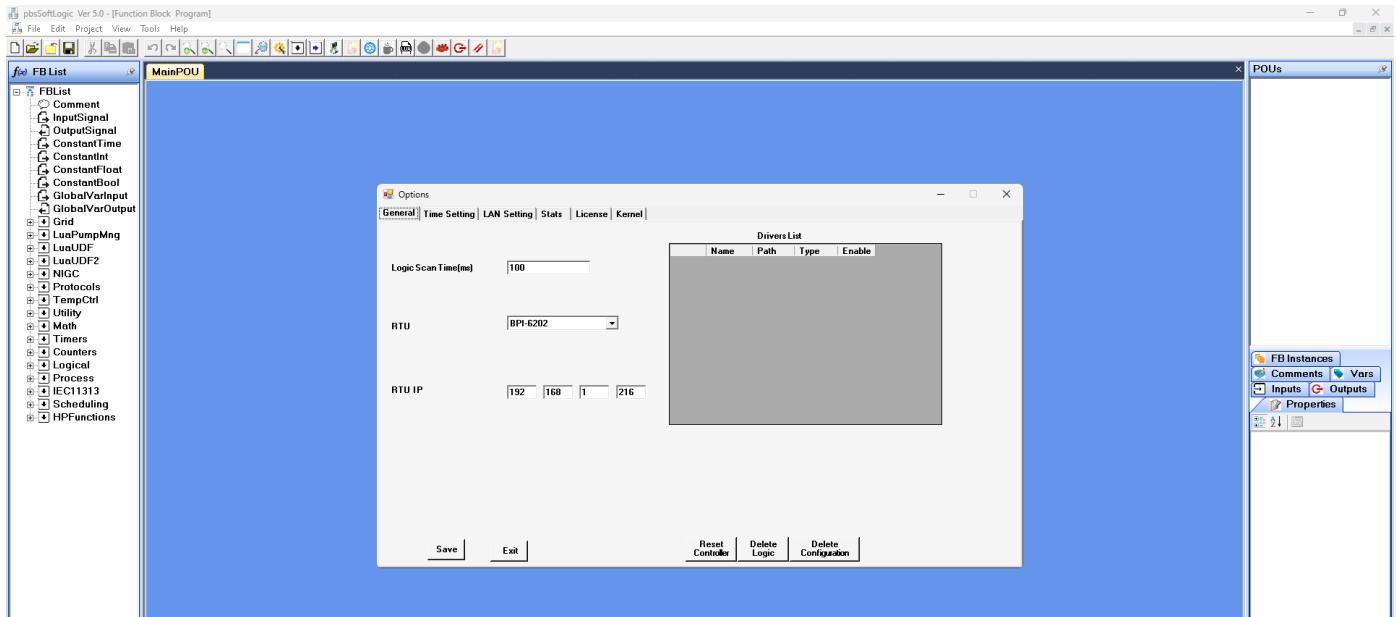 pbsSoftLogic Ver 5.0 - [Function Block Program]
File Edit Project View Tools Help
f(x) FB List
MainPOU
POUs
FBList
Comment
InputSignal
OutputSignal
ConstantTime
ConstantInt
ConstantFloat
ConstantBool
GlobalVarInput
GlobalVarOutput
Grid
LuaPumpMng
LuaUDF
LuaUDF2
NIGC
Protocols
TempCtrl
Utility
Math
Timers
Counters
Logical
Process
IEC11313
Scheduling
HPFunctions
Options
General Time Setting LAN Setting Stats License Kernel
Drivers List
Name Path Type Enable
Logic Scan Time(ms) 100
RTU BPI-6202
RTU IP 192 168 1 216
Save Exit
Reset Controller
Delete Logic
Delete Configuration
FB Instances
Comments Vars
Inputs Outputs
Properties